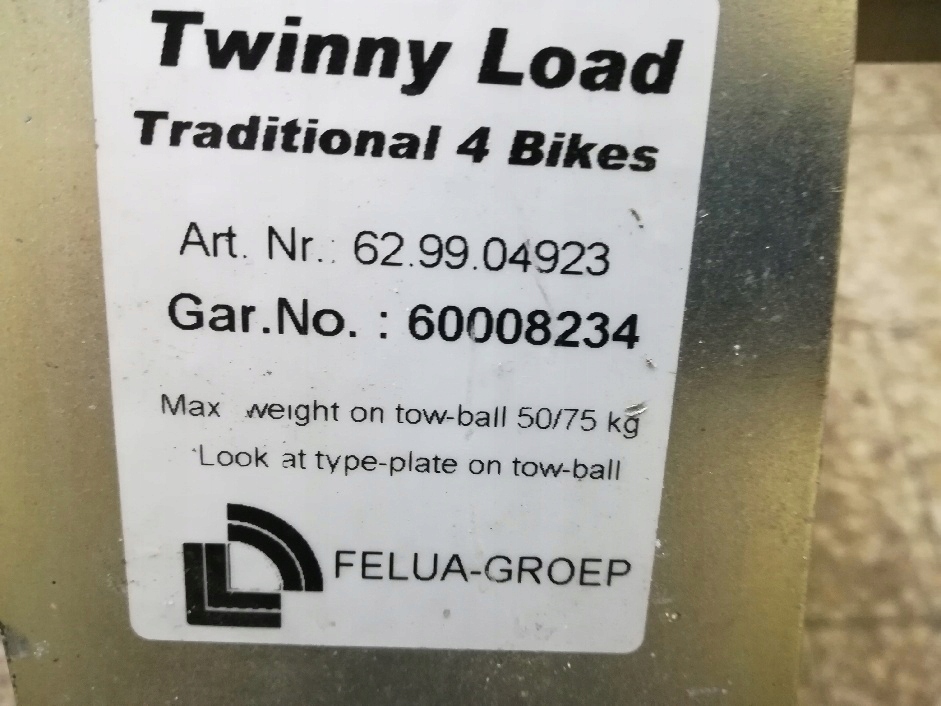 Twinny Load
Traditional 4 Bikes
Art. Nr.: 62.99.04923
Gar.No. : 60008234
Max weight on tow-ball 50/75 kg
Look at type-plate on tow-ball
FELUA-GROEP